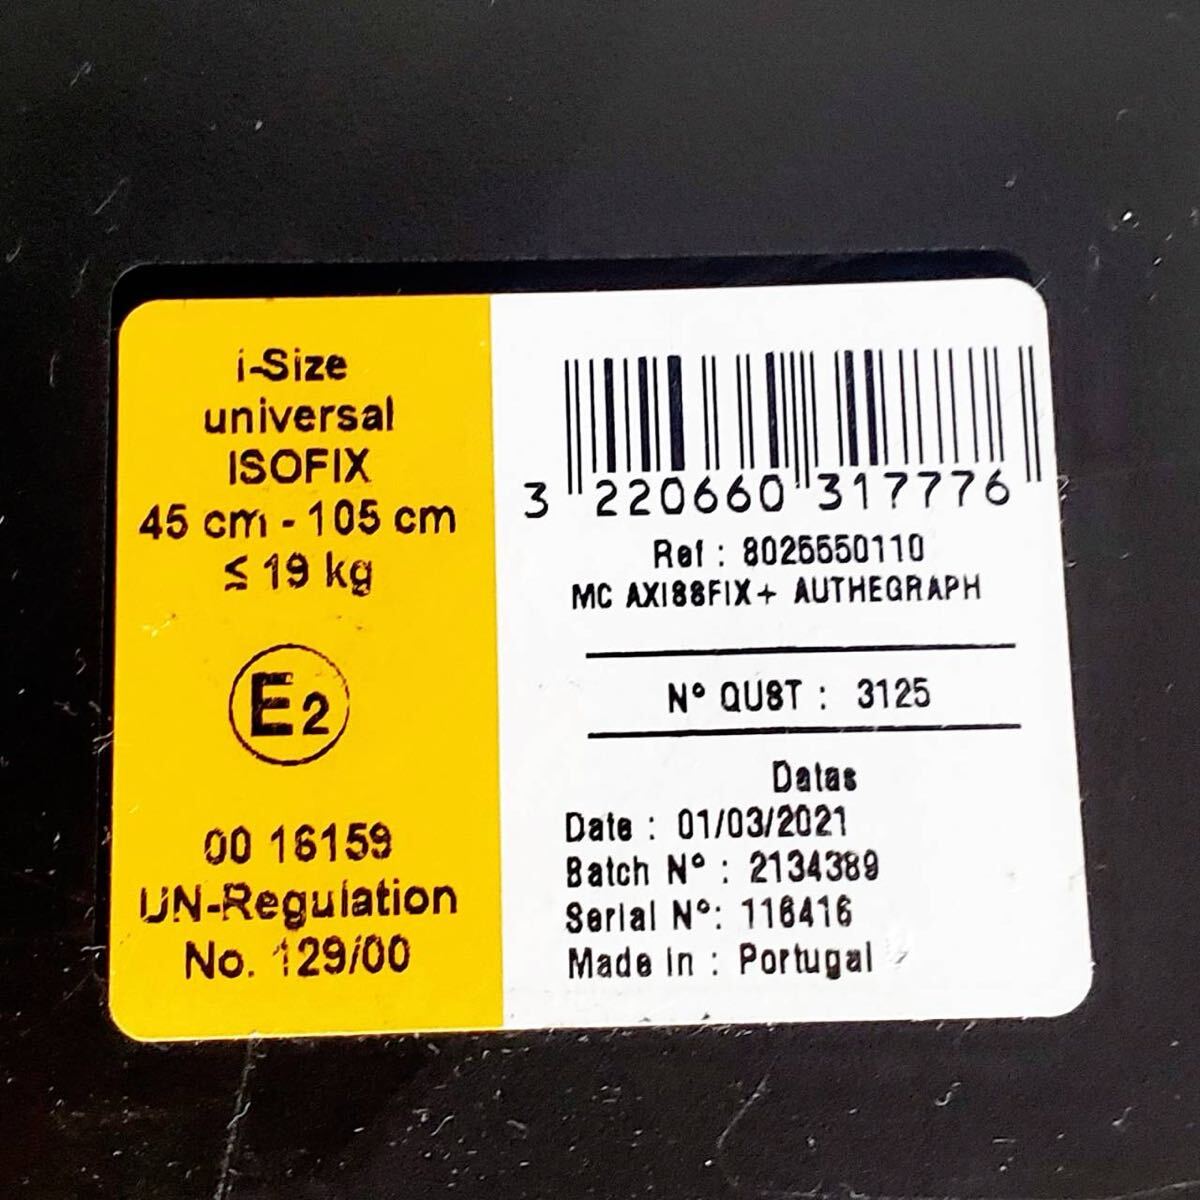 i-Size
universal
ISOFIX
45 cm - 105 cm
≤ 19 kg
E2
00 16159
UN-Regulation
No. 129/00
3 220660 317776
Ref : 8025550110
MC AXISSFIX+ AUTHEGRAPH
N° QUST : 3125
Datas
Date : 01/03/2021
Batch N° : 2134389
Serial N°: 116416
Made in : Portugal